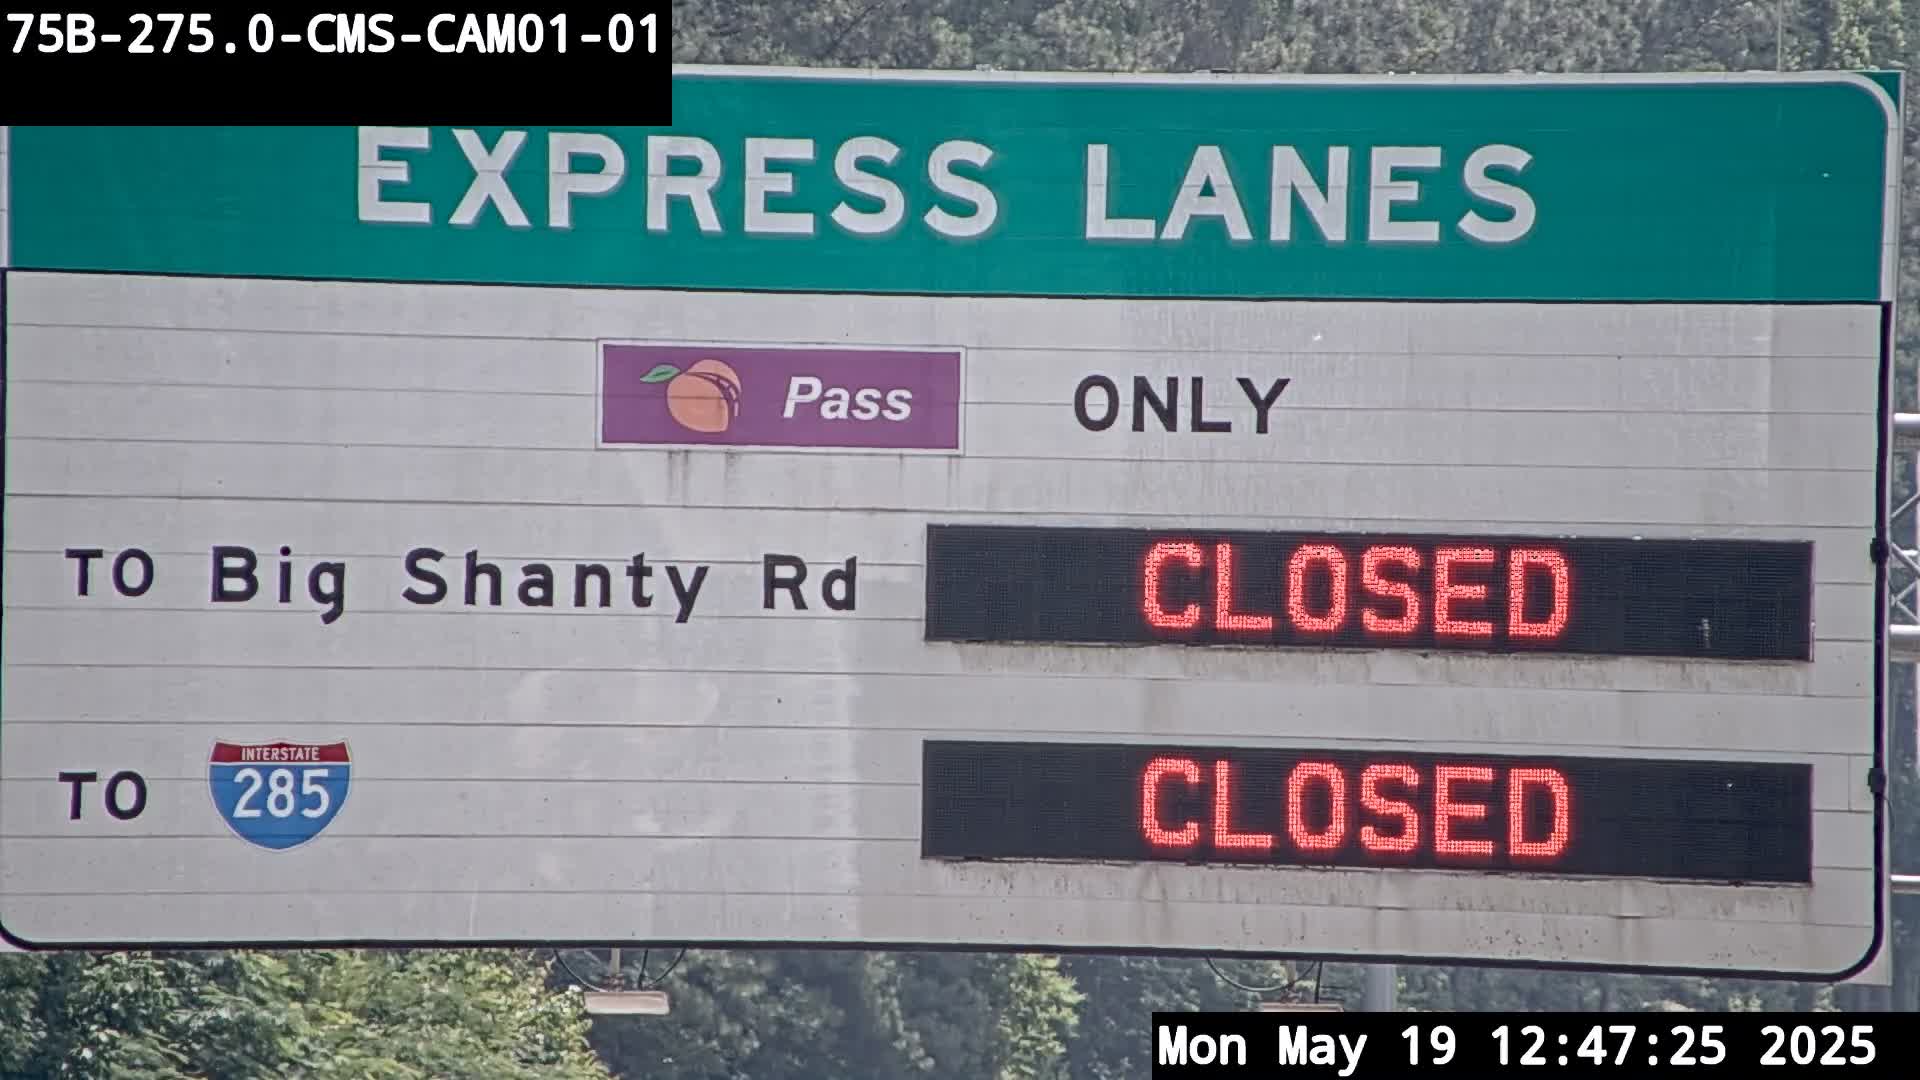 75B-275.0-CMS-CAM01-01
EXPRESS LANES
Pass ONLY
TO Big Shanty Rd CLOSED
INTERSTATE
TO 285 CLOSED
Mon May 19 12:47:25 2025